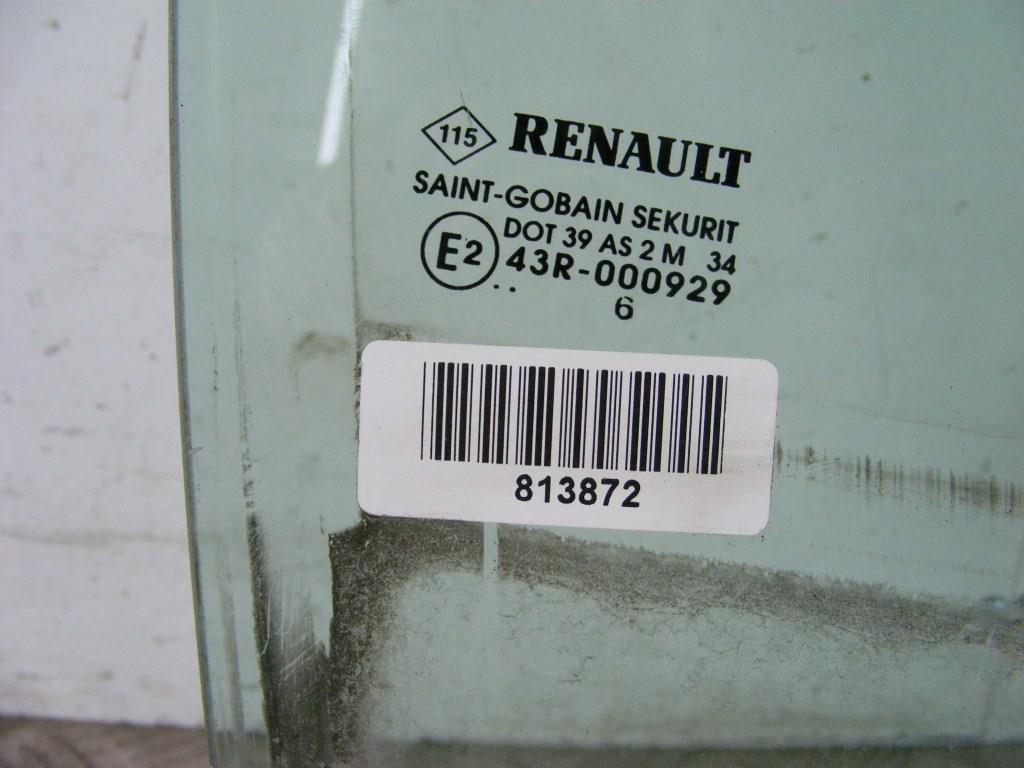 115 RENAULT
SAINT-GOBAIN SEKURIT
DOT 39 AS 2 M 34
E2 43R-000929
.. 6
813872